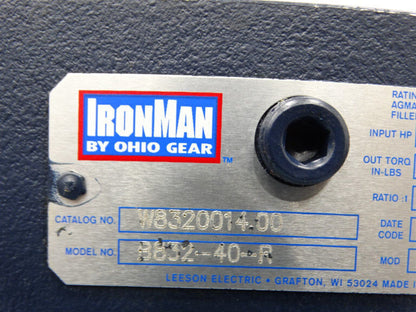 IRONMAN
BY OHIO GEAR ™
CATALOG NO. W8320014.00
MODEL NO. B832--40--R
RATIN
AGMA
FILLE
INPUT HP
OUT TORQ
IN-LBS
RATIO :1
DATE
CODE
MOD
LEESON ELECTRIC • GRAFTON, WI 53024 MADE I